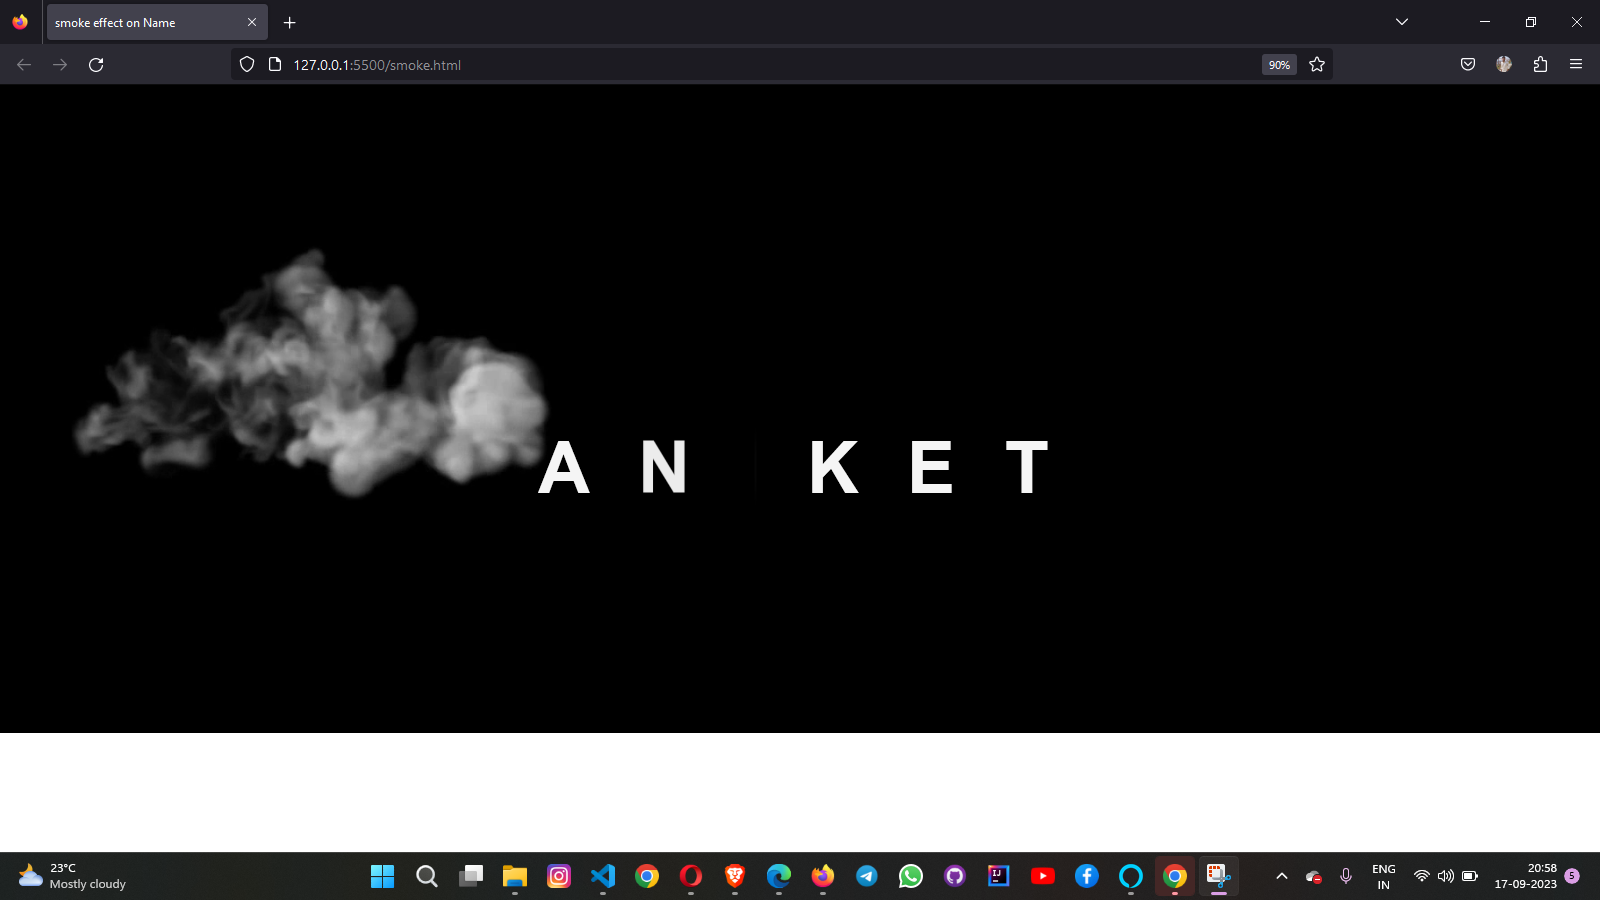 smoke effect on Name
127.0.0.1:5500/smoke.html
90%
A N K E T
23°C
Mostly cloudy
IJ
ENG
IN
20:58
17-09-2023
5